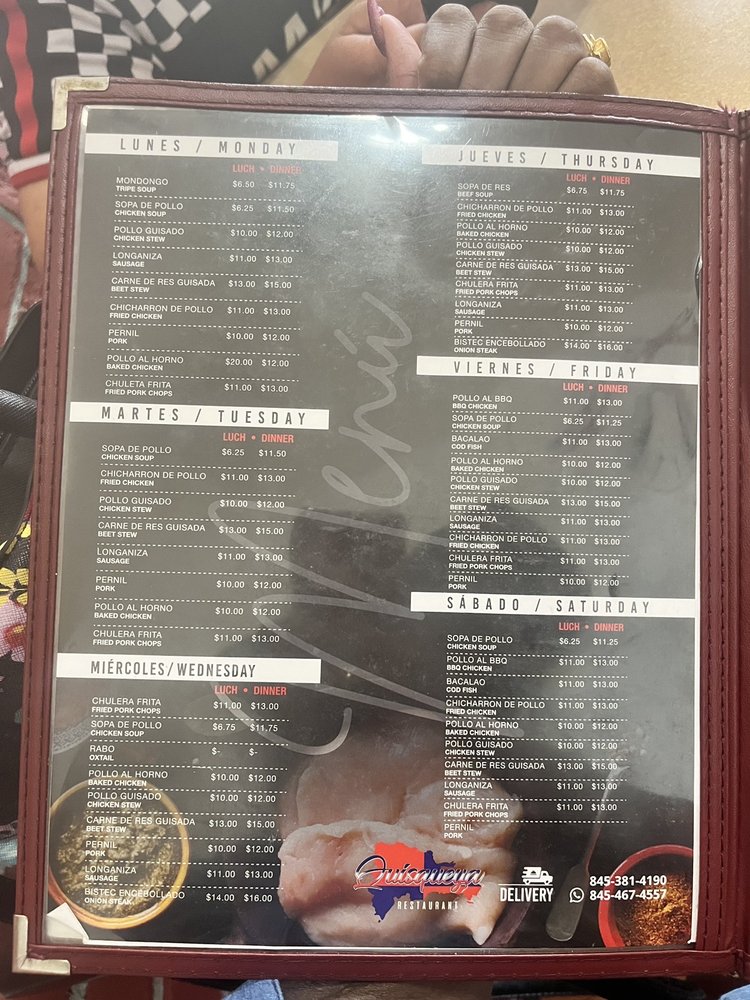 LUNES / MONDAY
LUCH • DINNER
MONDONGO $6.50 $11.75
TRIPE SOUP
SOPA DE POLLO $6.25 $11.50
CHICKEN SOUP
POLLO GUISADO $10.00 $12.00
CHICKEN STEW
LONGANIZA $11.00 $13.00
SAUSAGE
CARNE DE RES GUISADA $13.00 $15.00
BEET STEW
CHICHARRON DE POLLO $11.00 $13.00
FRIED CHICKEN
PERNIL $10.00 $12.00
PORK
POLLO AL HORNO $20.00 $12.00
BAKED CHICKEN
CHULETA FRITA $11.00 $13.00
FRIED PORK CHOPS
MARTES / TUESDAY
LUCH • DINNER
SOPA DE POLLO $6.25 $11.50
CHICKEN SOUP
CHICHARRON DE POLLO $11.00 $13.00
FRIED CHICKEN
POLLO GUISADO $10.00 $12.00
CHICKEN STEW
CARNE DE RES GUISADA $13.00 $15.00
BEET STEW
LONGANIZA $11.00 $13.00
SAUSAGE
PERNIL $10.00 $12.00
PORK
POLLO AL HORNO $10.00 $12.00
BAKED CHICKEN
CHULERA FRITA $11.00 $13.00
FRIED PORK CHOPS
MIÉRCOLES/WEDNESDAY
LUCH • DINNER
CHULERA FRITA $11.00 $13.00
FRIED PORK CHOPS
SOPA DE POLLO $6.75 $11.75
CHICKEN SOUP
RABO $- $-
OXTAIL
POLLO AL HORNO $10.00 $12.00
BAKED CHICKEN
POLLO GUISADO $10.00 $12.00
CHICKEN STEW
CARNE DE RES GUISADA $13.00 $15.00
BEET STEW
PERNIL $10.00 $12.00
PORK
LONGANIZA $11.00 $13.00
SAUSAGE
BISTEC ENCEBOLLADO $14.00 $16.00
ONION STEAK
Menú
JUEVES / THURSDAY
LUCH • DINNER
SOPA DE RES $6.75 $11.75
BEEF SOUP
CHICHARRON DE POLLO $11.00 $13.00
FRIED CHICKEN
POLLO AL HORNO $10.00 $12.00
BAKED CHICKEN
POLLO GUISADO $10.00 $12.00
CHICKEN STEW
CARNE DE RES GUISADA $13.00 $15.00
BEET STEW
CHULERA FRITA $11.00 $13.00
FRIED PORK CHOPS
LONGANIZA $11.00 $13.00
SAUSAGE
PERNIL $10.00 $12.00
PORK
BISTEC ENCEBOLLADO $14.00 $16.00
ONION STEAK
VIERNES / FRIDAY
LUCH • DINNER
POLLO AL BBQ $11.00 $13.00
BBQ CHICKEN
SOPA DE POLLO $6.25 $11.25
CHICKEN SOUP
BACALAO $11.00 $13.00
COD FISH
POLLO AL HORNO $10.00 $12.00
BAKED CHICKEN
POLLO GUISADO $10.00 $12.00
CHICKEN STEW
CARNE DE RES GUISADA $13.00 $15.00
BEET STEW
LONGANIZA $11.00 $13.00
SAUSAGE
CHICHARRON DE POLLO $11.00 $13.00
FRIED CHICKEN
CHULERA FRITA $11.00 $13.00
FRIED PORK CHOPS
PERNIL $10.00 $12.00
PORK
SÁBADO / SATURDAY
LUCH • DINNER
SOPA DE POLLO $6.25 $11.25
CHICKEN SOUP
POLLO AL BBQ $11.00 $13.00
BBQ CHICKEN
BACALAO $11.00 $13.00
COD FISH
CHICHARRON DE POLLO $11.00 $13.00
FRIED CHICKEN
POLLO AL HORNO $10.00 $12.00
BAKED CHICKEN
POLLO GUISADO $10.00 $12.00
CHICKEN STEW
CARNE DE RES GUISADA $13.00 $15.00
BEET STEW
LONGANIZA $11.00 $13.00
SAUSAGE
CHULERA FRITA $11.00 $13.00
FRIED PORK CHOPS
PERNIL
PORK
Quisqueya
RESTAURANT
DELIVERY
845-381-4190
845-467-4557